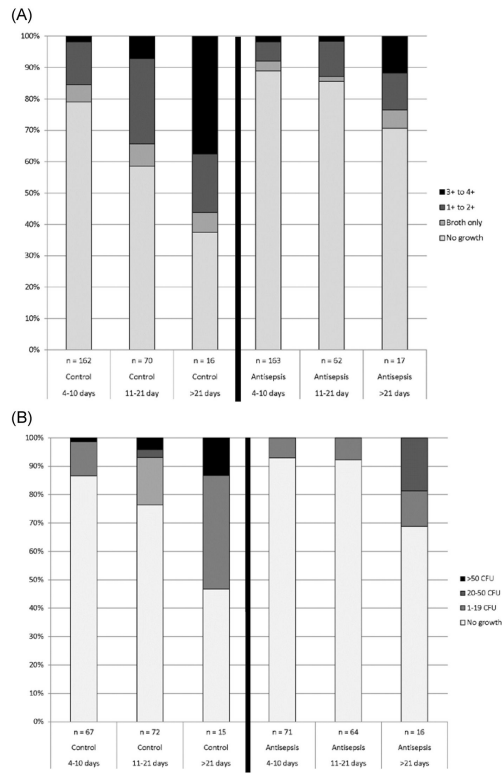 (A)
100%
90%
80%
70%
60%
50%
40%
30%
20%
10%
0%
3+ to 4+
1+ to 2+
Broth only
No growth
n = 162 n = 70 n = 16 n = 163 n = 62 n = 17
Control Control Control Antisepsis Antisepsis Antisepsis
4-10 days 11-21 day >21 days 4-10 days 11-21 days >21 days
(B)
100%
90%
80%
70%
60%
50%
40%
30%
20%
10%
0%
>50 CFU
20-50 CFU
1-19 CFU
No growth
n = 67 n = 72 n = 15 n = 71 n = 64 n = 16
Control Control Control Antisepsis Antisepsis Antisepsis
4-10 days 11-21 days >21 days 4-10 days 11-21 days >21 days